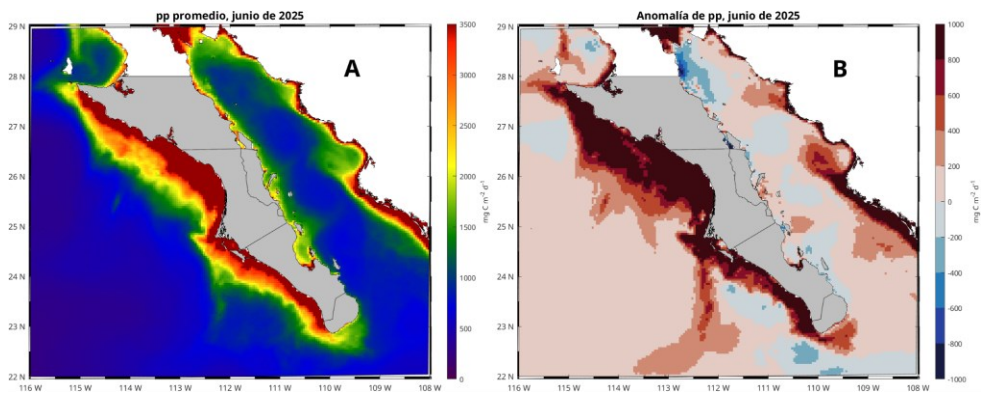 pp promedio, junio de 2025
A
29 N
28 N
27 N
26 N
25 N
24 N
23 N
22 N
116 W
115 W
114 W
113 W
112 W
111 W
110 W
109 W
108 W
3500
3000
2500
2000
1500
1000
500
0
mg C m⁻² d⁻¹
Anomalía de pp, junio de 2025
B
29 N
28 N
27 N
26 N
25 N
24 N
23 N
22 N
116 W
115 W
114 W
113 W
112 W
111 W
110 W
109 W
108 W
1000
800
600
400
200
0
-200
-400
-600
-800
-1000
mg C m⁻² d⁻¹